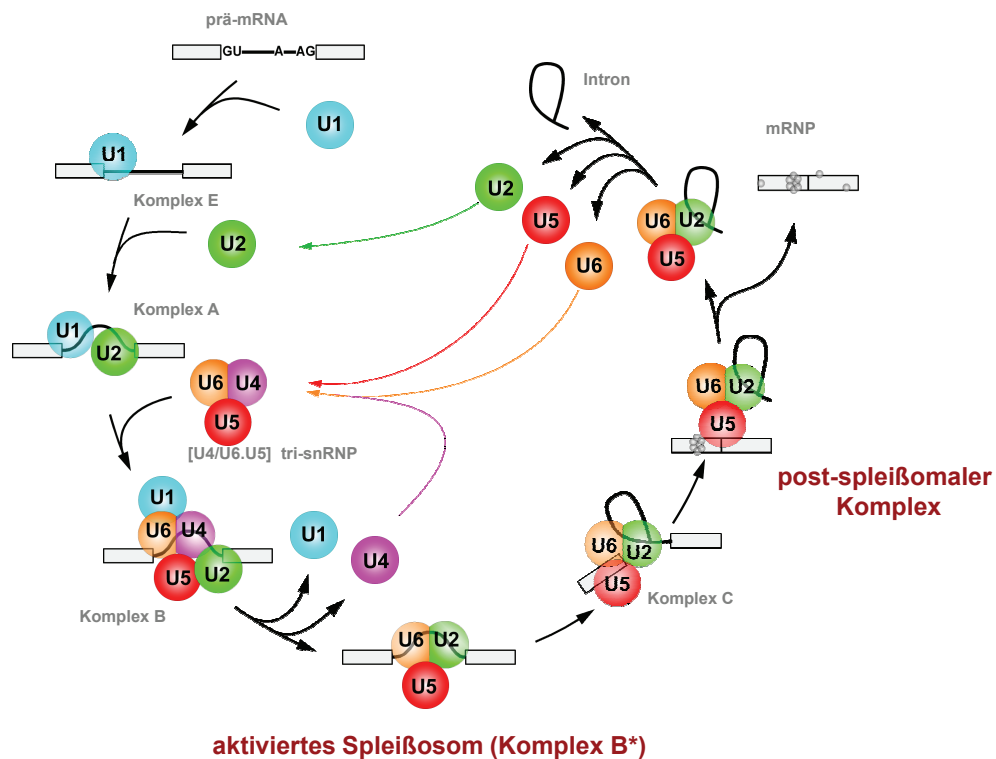 prä-mRNA
GU A AG
U1
U1
Komplex E
U2
Komplex A
U1
U2
U6 U4
U5
[U4/U6.U5] tri-snRNP
U1
U6 U4
U5 U2
Komplex B
U1
U4
U6 U2
U5
aktiviertes Spleißosom (Komplex B*)
U6 U2
U5
Komplex C
U6 U2
U5
post-spleißomaler
Komplex
mRNP
U6 U2
U5
Intron
U2
U5
U6